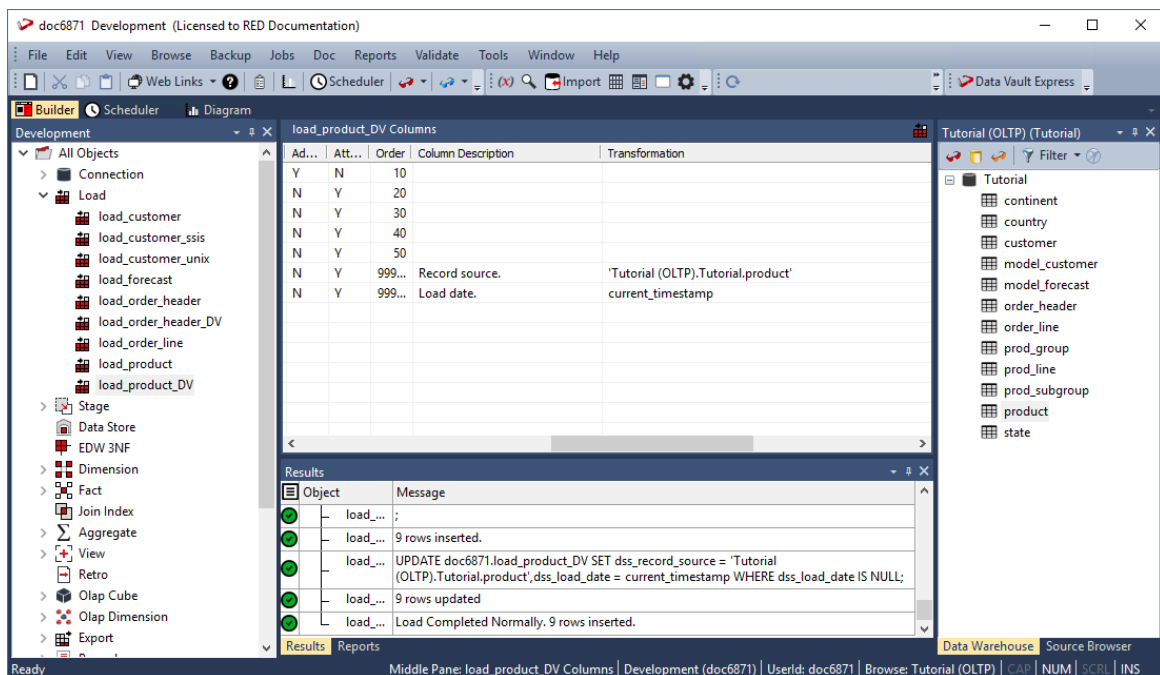 doc6871 Development (Licensed to RED Documentation)
File Edit View Browse Backup Jobs Doc Reports Validate Tools Window Help
Web Links Scheduler (x) Import Data Vault Express
Builder Scheduler Diagram
Development
All Objects
Connection
Load
load_customer
load_customer_ssis
load_customer_unix
load_forecast
load_order_header
load_order_header_DV
load_order_line
load_product
load_product_DV
Stage
Data Store
EDW 3NF
Dimension
Fact
Join Index
Aggregate
View
Retro
Olap Cube
Olap Dimension
Export
load_product_DV Columns
Ad... Att... Order Column Description Transformation
Y N 10
N Y 20
N Y 30
N Y 40
N Y 50
N Y 999... Record source. 'Tutorial (OLTP).Tutorial.product'
N Y 999... Load date. current_timestamp
Results
Object Message
load_... ;
load_... 9 rows inserted.
load_... UPDATE doc6871.load_product_DV SET dss_record_source = 'Tutorial
(OLTP).Tutorial.product',dss_load_date = current_timestamp WHERE dss_load_date IS NULL;
load_... 9 rows updated
load_... Load Completed Normally. 9 rows inserted.
Results Reports
Tutorial (OLTP) (Tutorial)
Filter
Tutorial
continent
country
customer
model_customer
model_forecast
order_header
order_line
prod_group
prod_line
prod_subgroup
product
state
Data Warehouse Source Browser
Ready Middle Pane: load_product_DV Columns Development (doc6871) UserId: doc6871 Browse: Tutorial (OLTP) CAP NUM SCRL INS